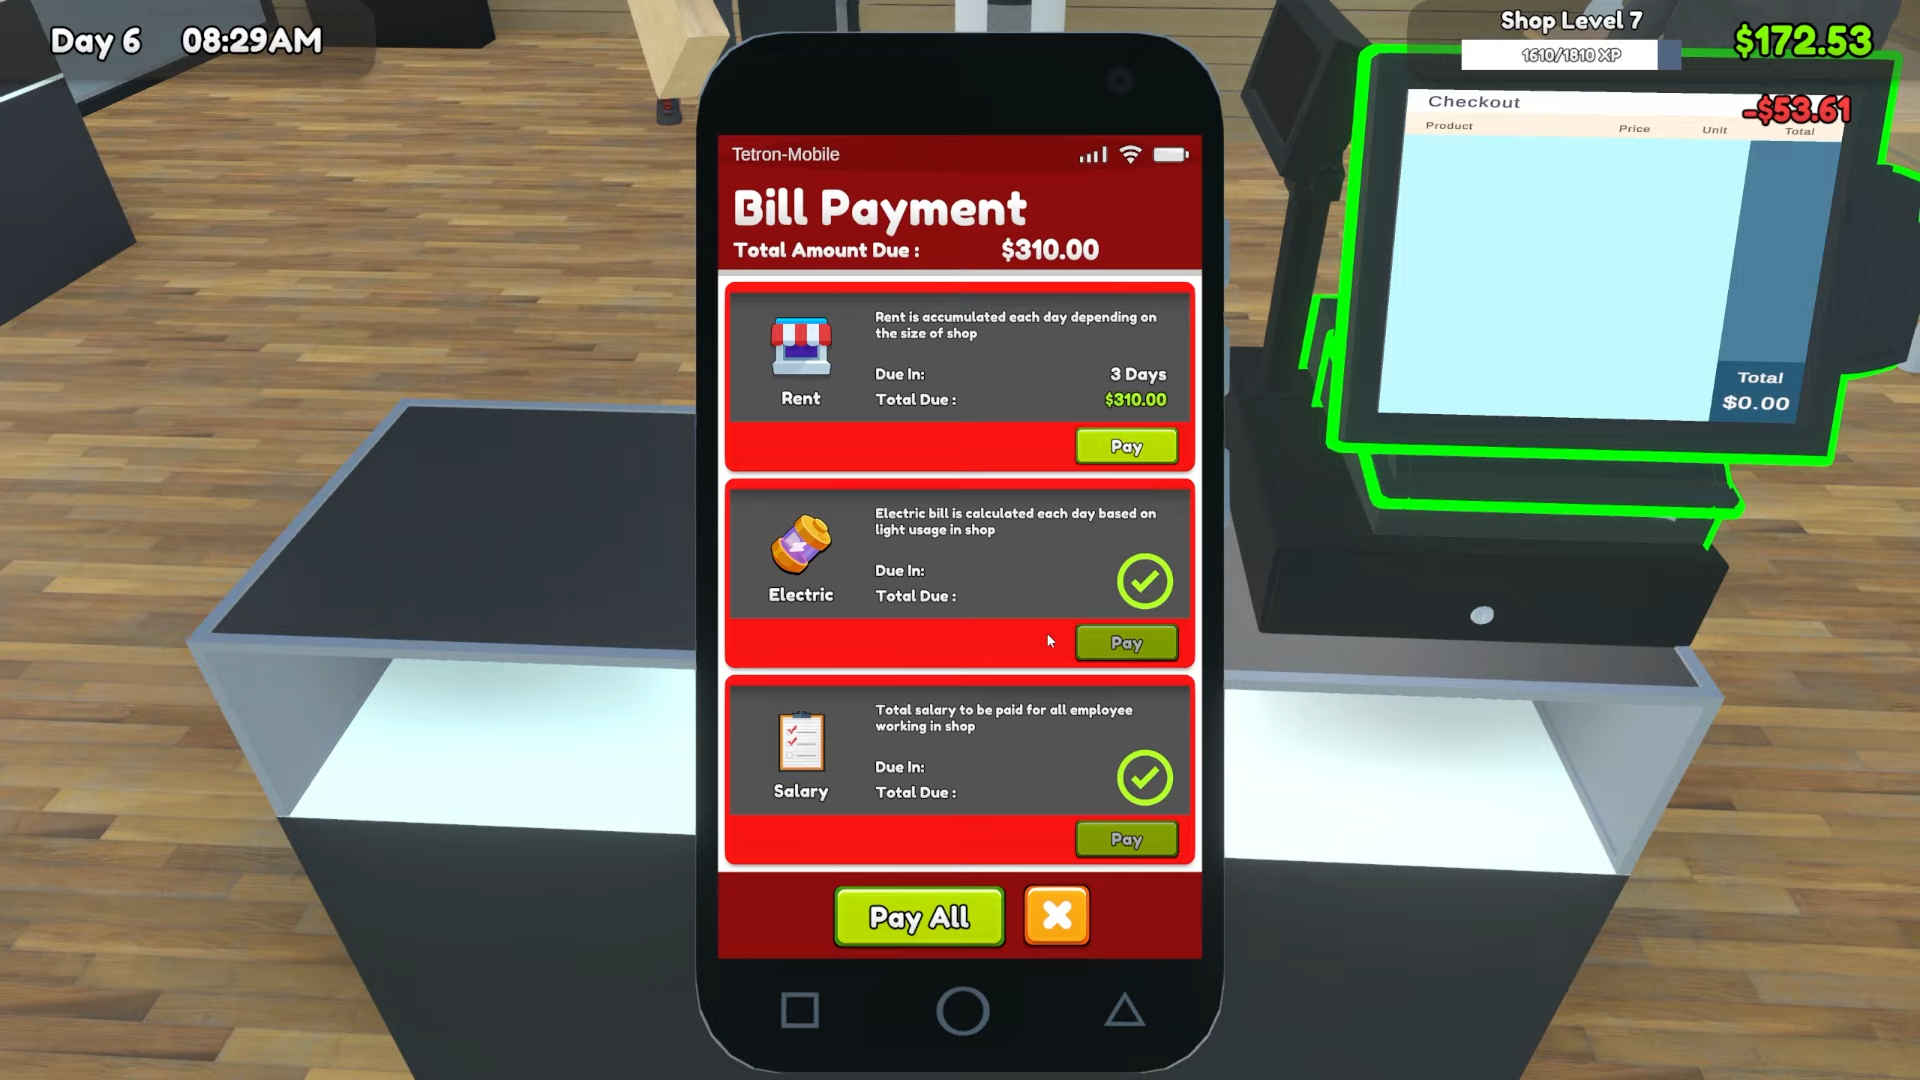 Day 6 08:29AM
Shop Level 7
1610/1810 XP
$172.53
-$53.61
Checkout
Product Price Unit Total
Total
$0.00
Tetron-Mobile
Bill Payment
Total Amount Due : $310.00
Rent is accumulated each day depending on
the size of shop
Due In: 3 Days
Total Due : $310.00
Rent
Pay
Electric bill is calculated each day based on
light usage in shop
Due In:
Total Due :
Electric
Pay
Total salary to be paid for all employee
working in shop
Due In:
Total Due :
Salary
Pay
Pay All